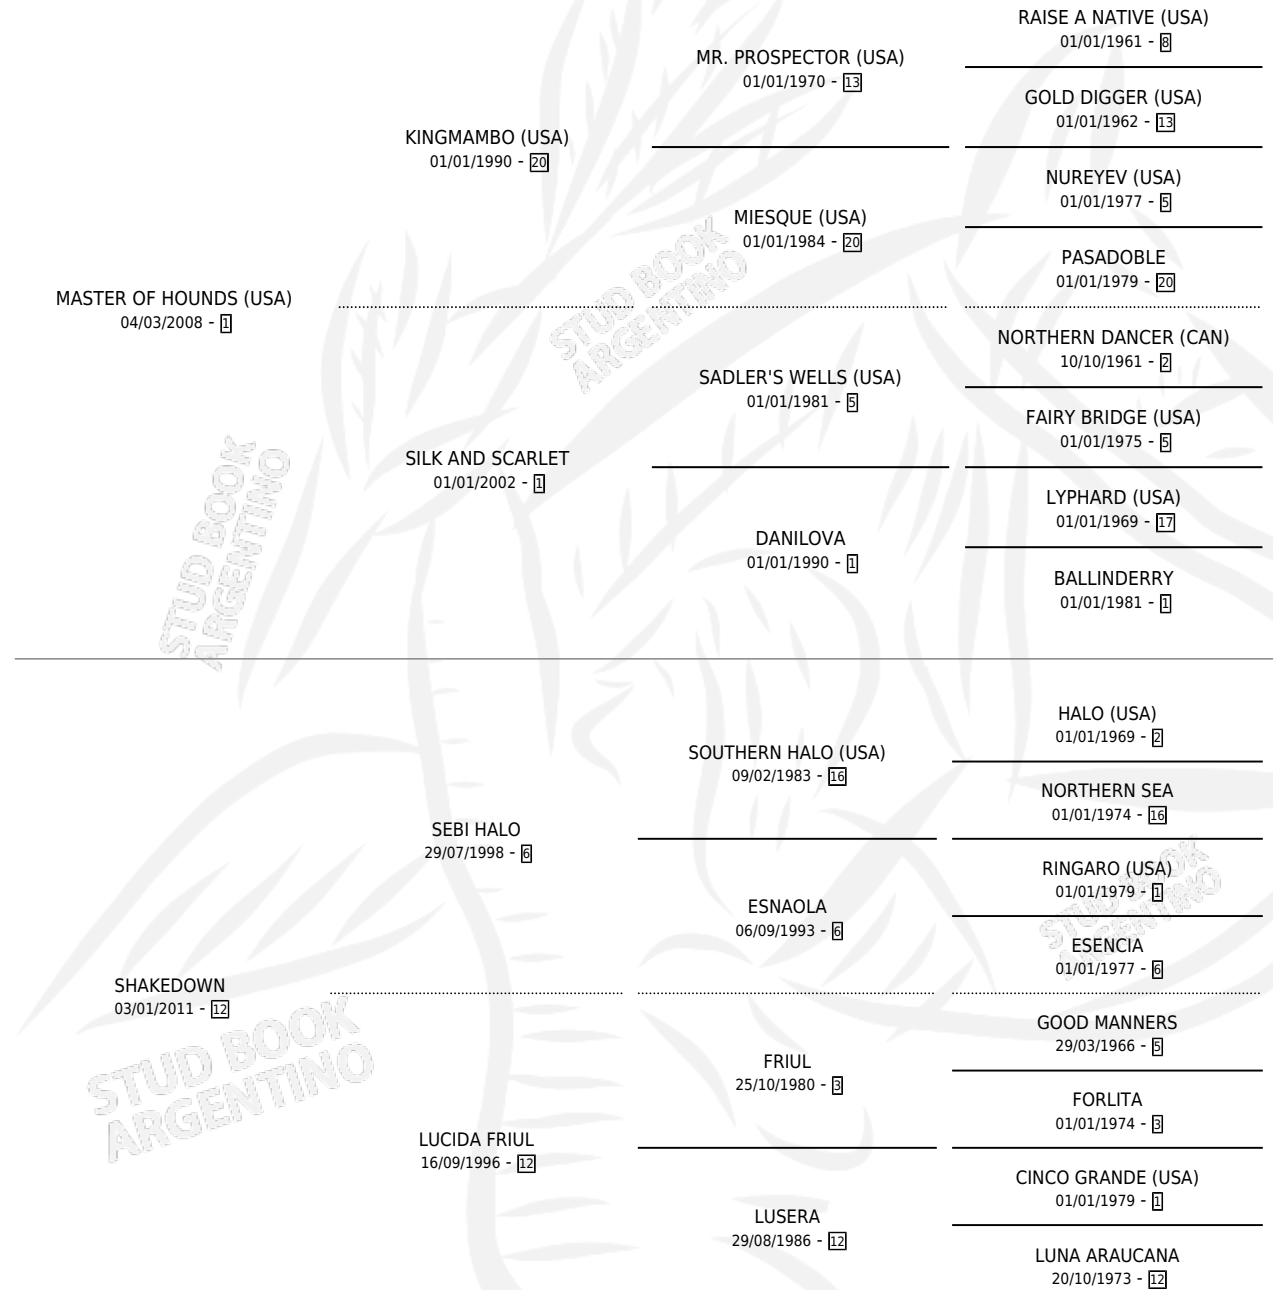 RAISE A NATIVE (USA)
01/01/1961 - 8
MR. PROSPECTOR (USA)
01/01/1970 - 13
GOLD DIGGER (USA)
01/01/1962 - 13
KINGMAMBO (USA)
01/01/1990 - 20
NUREYEV (USA)
01/01/1977 - 5
MIESQUE (USA)
01/01/1984 - 20
PASADOBLE
01/01/1979 - 20
MASTER OF HOUNDS (USA)
04/03/2008 - 1
NORTHERN DANCER (CAN)
10/10/1961 - 2
SADLER'S WELLS (USA)
01/01/1981 - 5
FAIRY BRIDGE (USA)
01/01/1975 - 5
SILK AND SCARLET
01/01/2002 - 1
LYPHARD (USA)
01/01/1969 - 17
DANILOVA
01/01/1990 - 1
BALLINDERRY
01/01/1981 - 1
HALO (USA)
01/01/1969 - 2
SOUTHERN HALO (USA)
09/02/1983 - 16
NORTHERN SEA
01/01/1974 - 16
SEBI HALO
29/07/1998 - 6
RINGARO (USA)
01/01/1979 - 1
ESNAOLA
06/09/1993 - 6
ESENCIA
01/01/1977 - 6
SHAKEDOWN
03/01/2011 - 12
GOOD MANNERS
29/03/1966 - 5
FRIUL
25/10/1980 - 3
FORLITA
01/01/1974 - 3
LUCIDA FRIUL
16/09/1996 - 12
CINCO GRANDE (USA)
01/01/1979 - 1
LUSERA
29/08/1986 - 12
LUNA ARAUCANA
20/10/1973 - 12
STUD BOOK
ARGENTINO
STUD BOOK
ARGENTINO
STUD BOOK
ARGENTINO
STUD BOOK
ARGENTINO